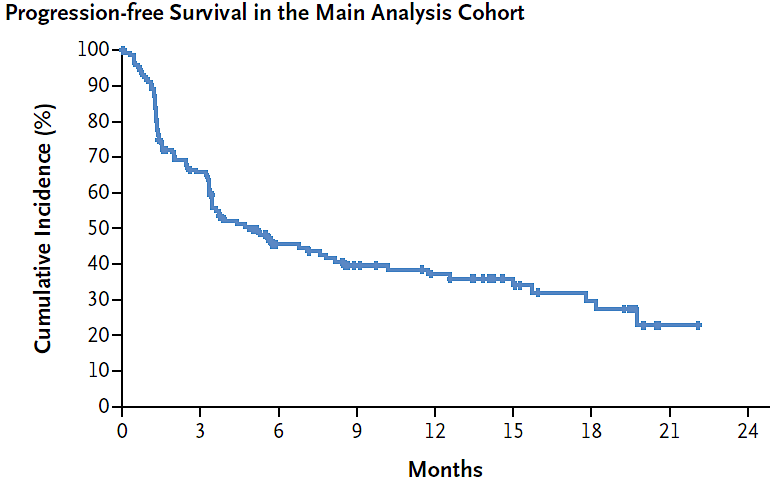 Progression-free Survival in the Main Analysis Cohort
Cumulative Incidence (%)
100
90
80
70
60
50
40
30
20
10
0
0 3 6 9 12 15 18 21 24
Months